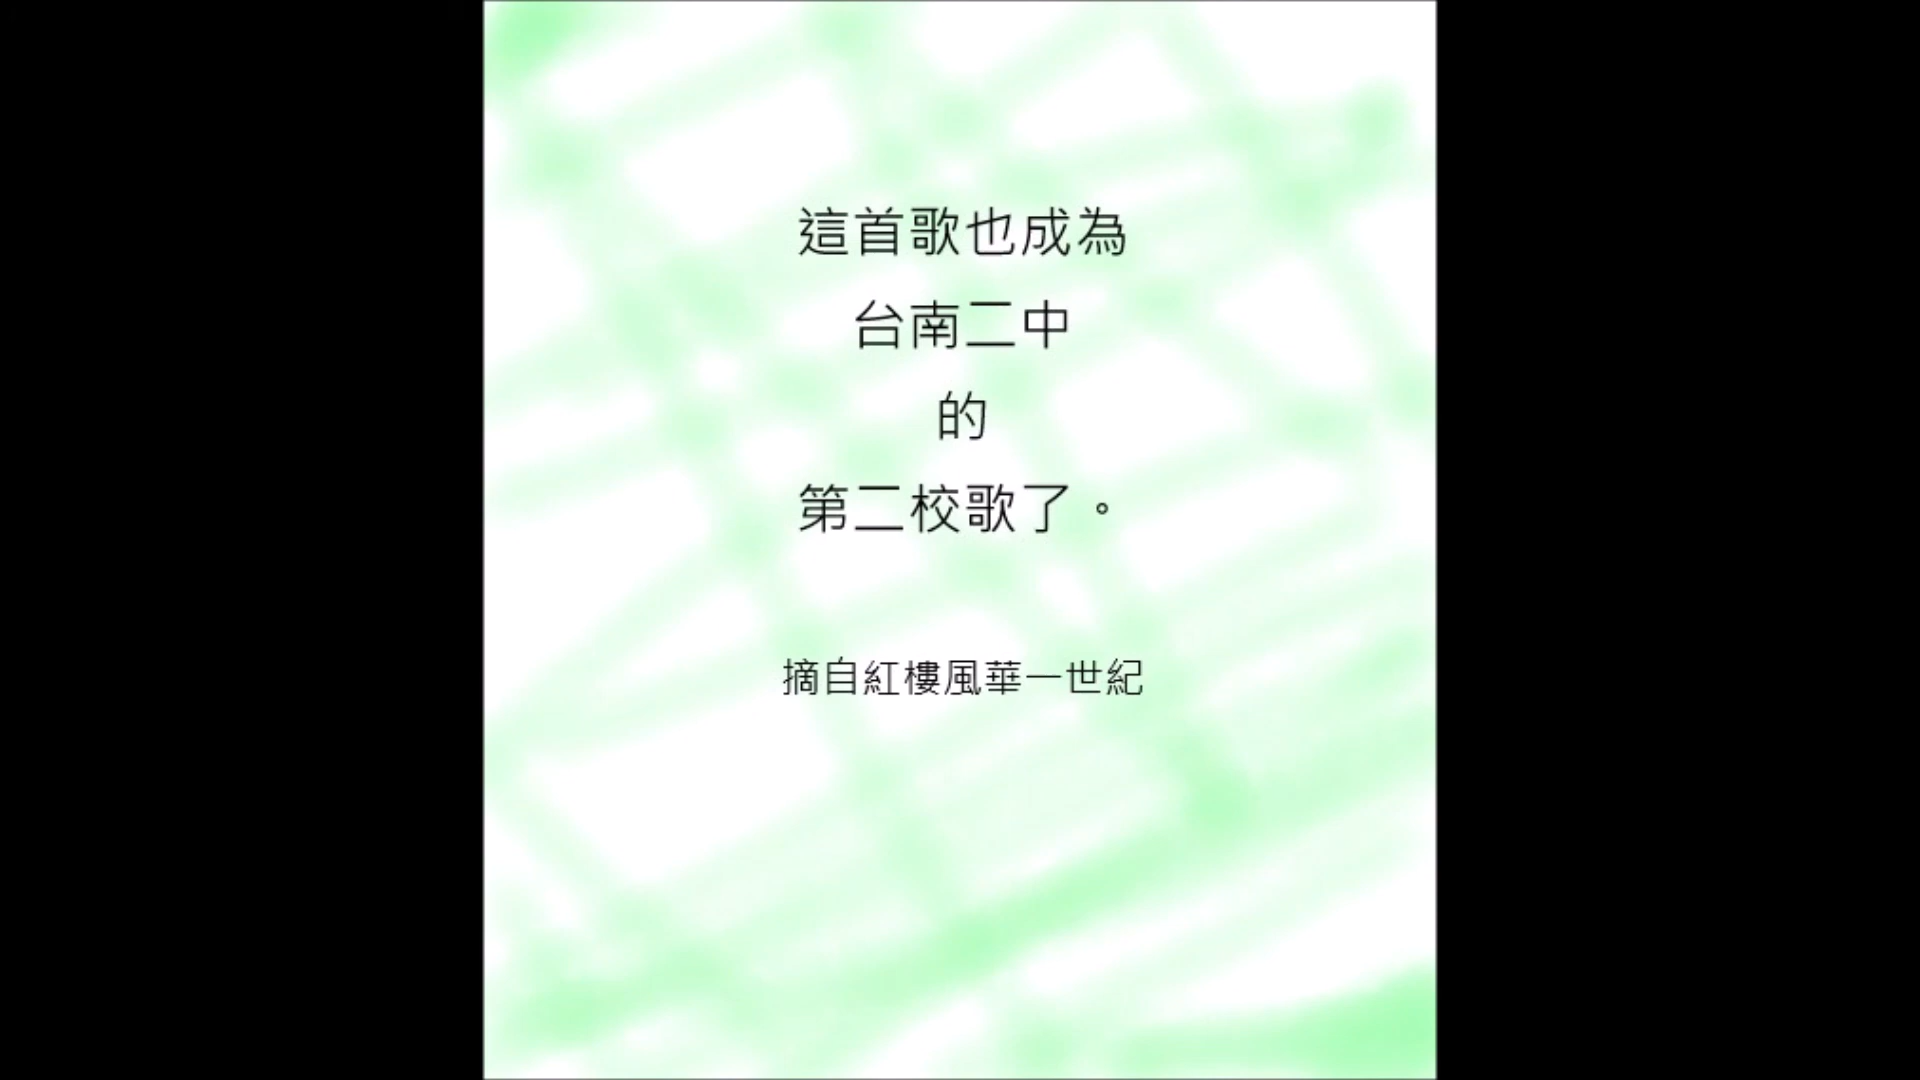 這首歌也成為
台南二中
的
第二校歌了。
摘自紅樓風華一世紀